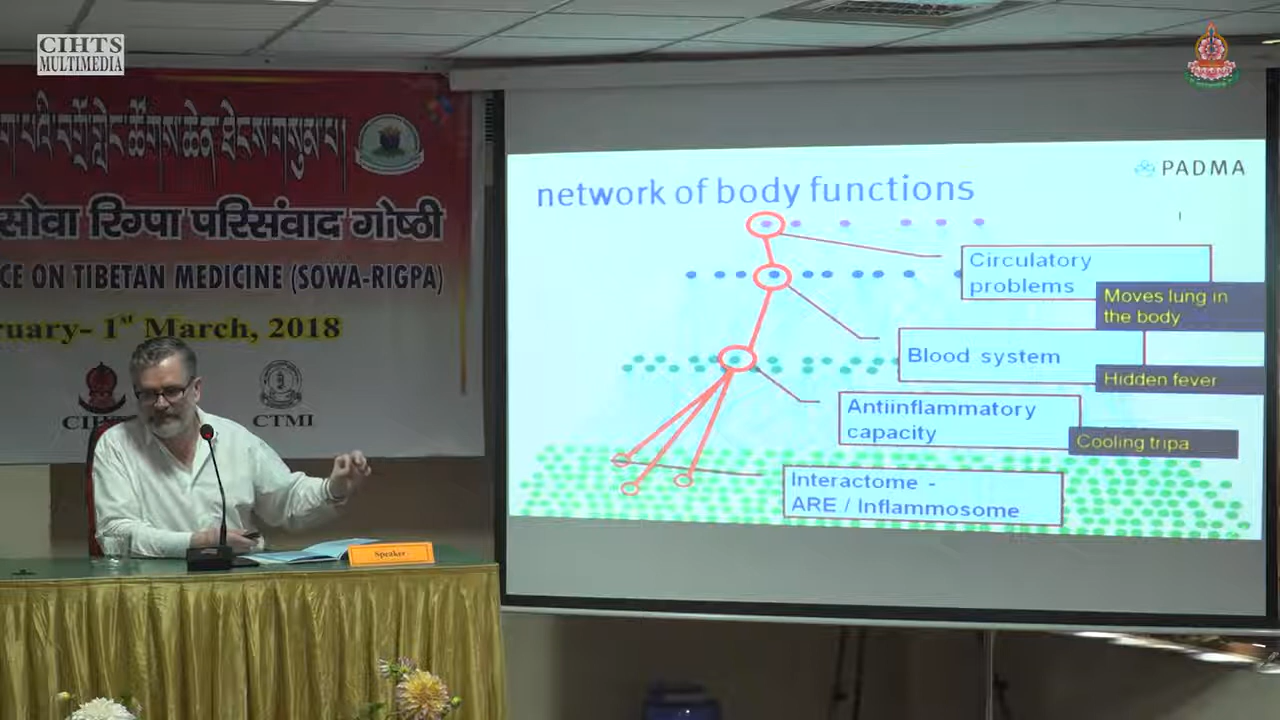 CIHTS
MULTIMEDIA
सोवा रिग्पा परिसंवाद गोष्ठी
CE ON TIBETAN MEDICINE (SOWA-RIGPA)
ruary- 1st March, 2018
CTMI
Speaker
PADMA
network of body functions
Circulatory
problems
Moves lung in
the body
Blood system
Hidden fever
Antiinflammatory
capacity
Cooling tripa
Interactome -
ARE / Inflammosome